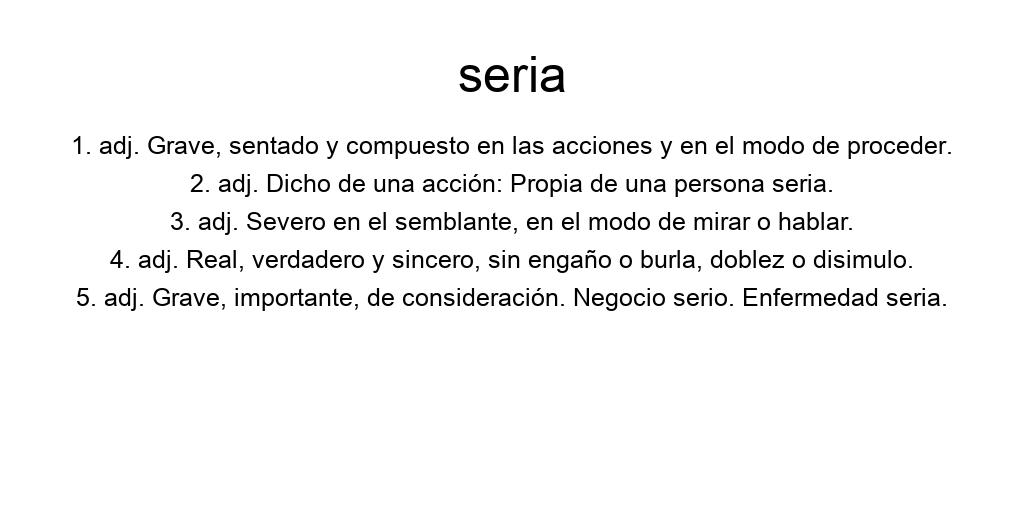 seria
1. adj. Grave, sentado y compuesto en las acciones y en el modo de proceder.
2. adj. Dicho de una acción: Propia de una persona seria.
3. adj. Severo en el semblante, en el modo de mirar o hablar.
4. adj. Real, verdadero y sincero, sin engaño o burla, doblez o disimulo.
5. adj. Grave, importante, de consideración. Negocio serio. Enfermedad seria.